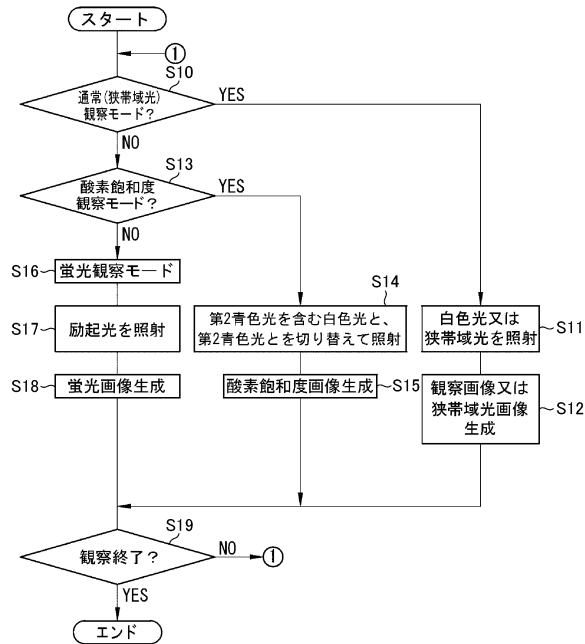 スタート
①
S10
通常(狭帯域光)
観察モード?
YES
NO
S13
酸素飽和度
観察モード?
YES
NO
S16
蛍光観察モード
S17
励起光を照射
S18
蛍光画像生成
S14
第2青色光を含む白色光と、
第2青色光とを切り替えて照射
酸素飽和度画像生成
S15
白色光又は
狭帯域光を照射
S11
観察画像又は
狭帯域光画像
生成
S12
S19
観察終了?
NO
①
YES
エンド